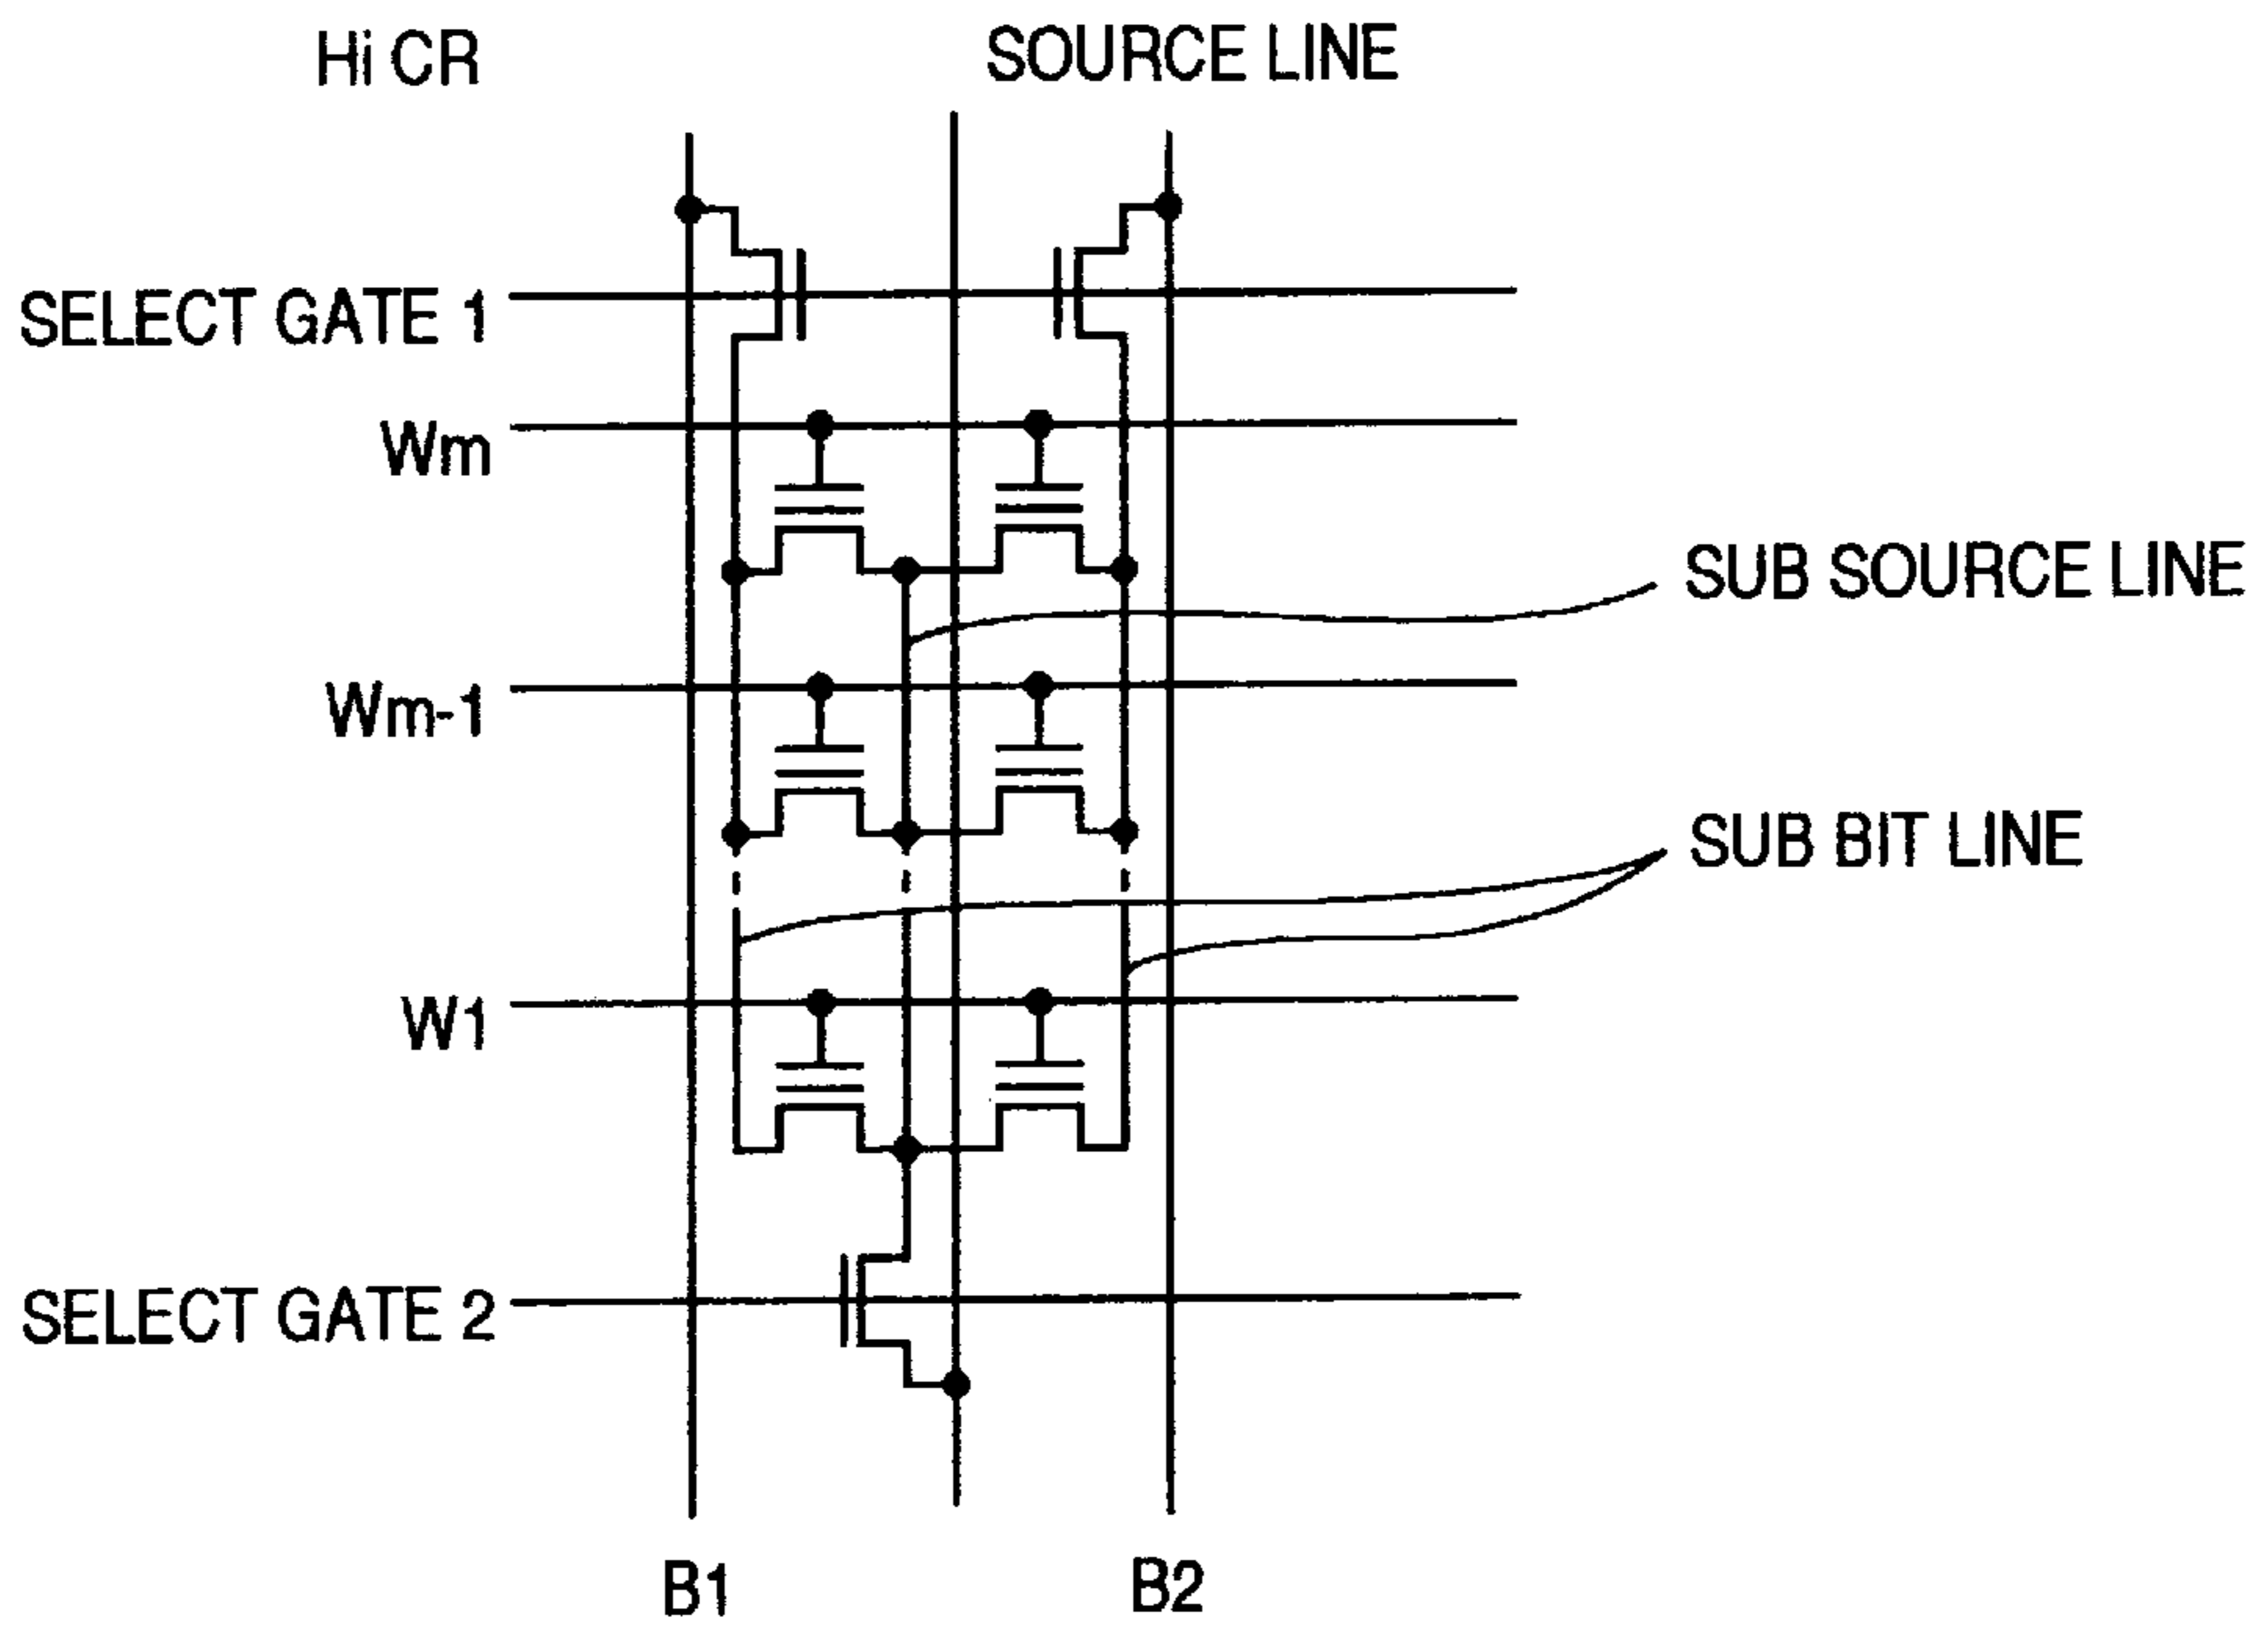 Hi CR
SOURCE LINE
SELECT GATE 1
Wm
SUB SOURCE LINE
Wm-1
SUB BIT LINE
W1
SELECT GATE 2
B1
B2